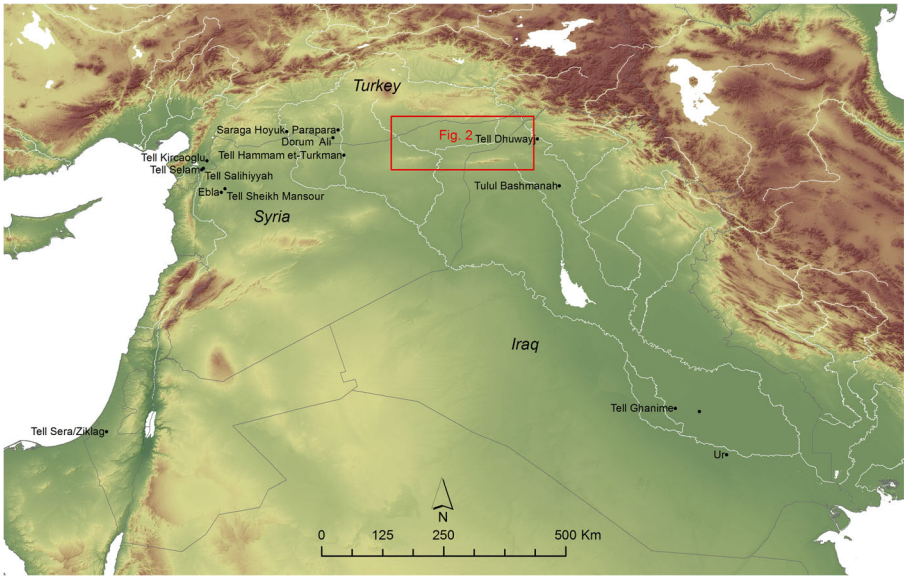 Turkey
Saraga Hoyuk
Parapara
Fig. 2
Dorum Ali
Tell Dhuway
Tell Kircaoglu
Tell Hammam et-Turkman
Tell Selam
Tell Salihiyyah
Tulul Bashmanah
Ebla
Tell Sheikh Mansour
Syria
Iraq
Tell Ghanime
Tell Sera/Ziklag
Ur
N
0 125 250 500 Km